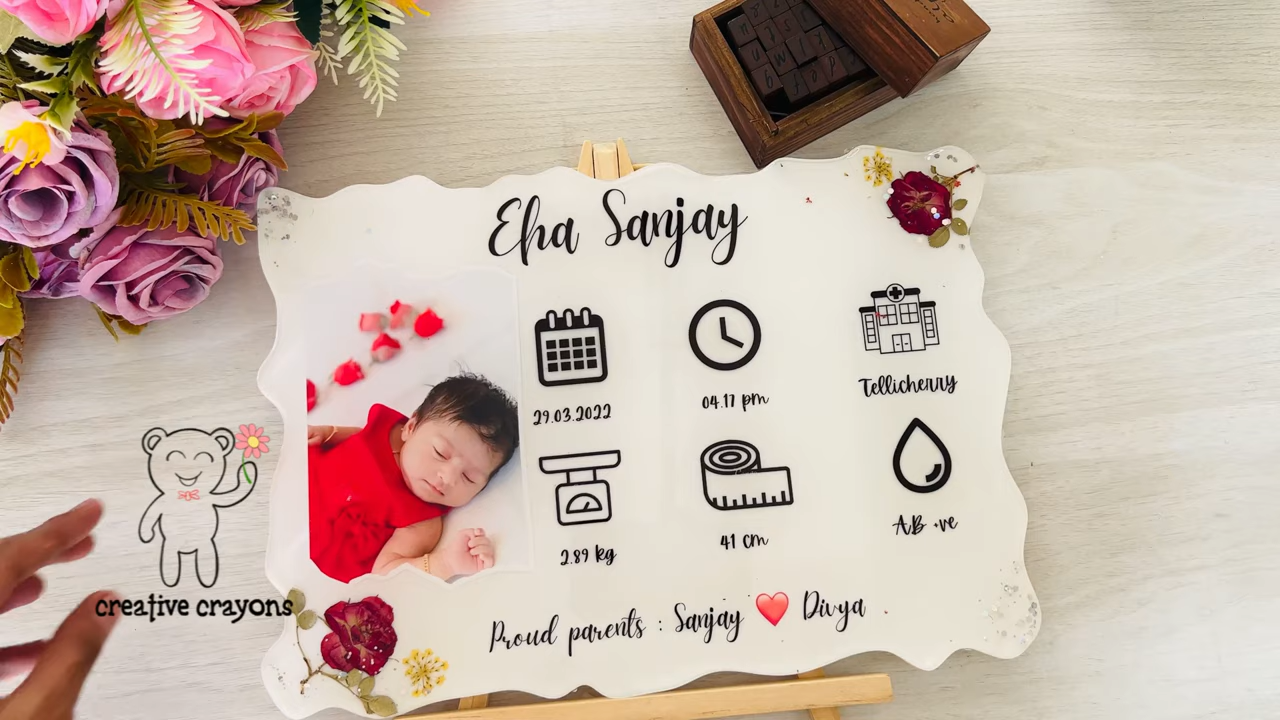 Eha Sanjay
29.03.2022
04.17 pm
Tellicherry
2.89 kg
41 cm
AB +ve
Proud parents : Sanjay ❤️ Divya
creative crayons